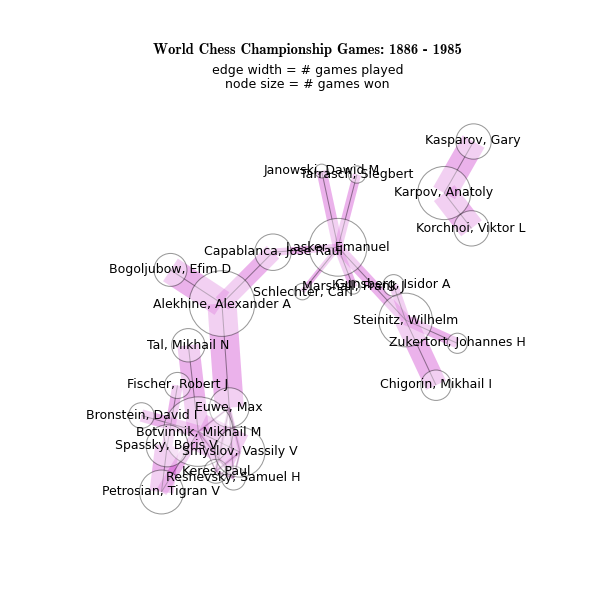 World Chess Championship Games: 1886 - 1985
edge width = # games played
node size = # games won
Kasparov, Gary
Janowski, Dawid M
Tarrasch, Siegbert
Karpov, Anatoly
Korchnoi, Viktor L
Lasker, Emanuel
Capablanca, Jose Raul
Bogoljubow, Efim D
Gunsberg, Isidor A
Marshall, Frank J
Schlechter, Carl
Alekhine, Alexander A
Steinitz, Wilhelm
Zukertort, Johannes H
Tal, Mikhail N
Fischer, Robert J
Chigorin, Mikhail I
Euwe, Max
Bronstein, David I
Botvinnik, Mikhail M
Spassky, Boris V
Smyslov, Vassily V
Keres, Paul
Reshevsky, Samuel H
Petrosian, Tigran V